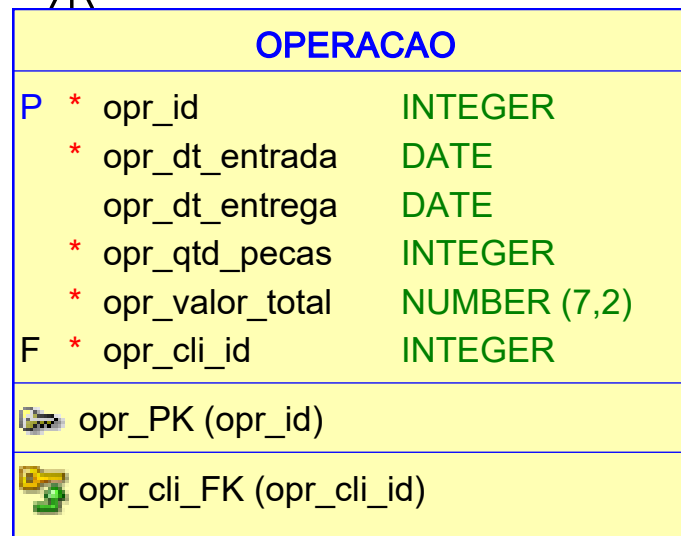 OPERACAO
P * opr_id INTEGER
* opr_dt_entrada DATE
opr_dt_entrega DATE
* opr_qtd_pecas INTEGER
* opr_valor_total NUMBER (7,2)
F * opr_cli_id INTEGER
opr_PK (opr_id)
opr_cli_FK (opr_cli_id)